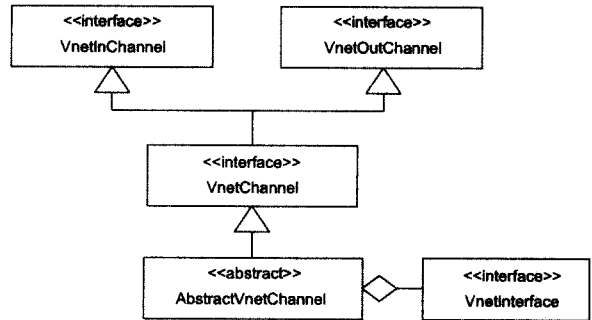 <<interface>>
VnetInChannel
<<interface>>
VnetOutChannel
<<interface>>
VnetChannel
<<abstract>>
AbstractVnetChannel
<<interface>>
VnetInterface